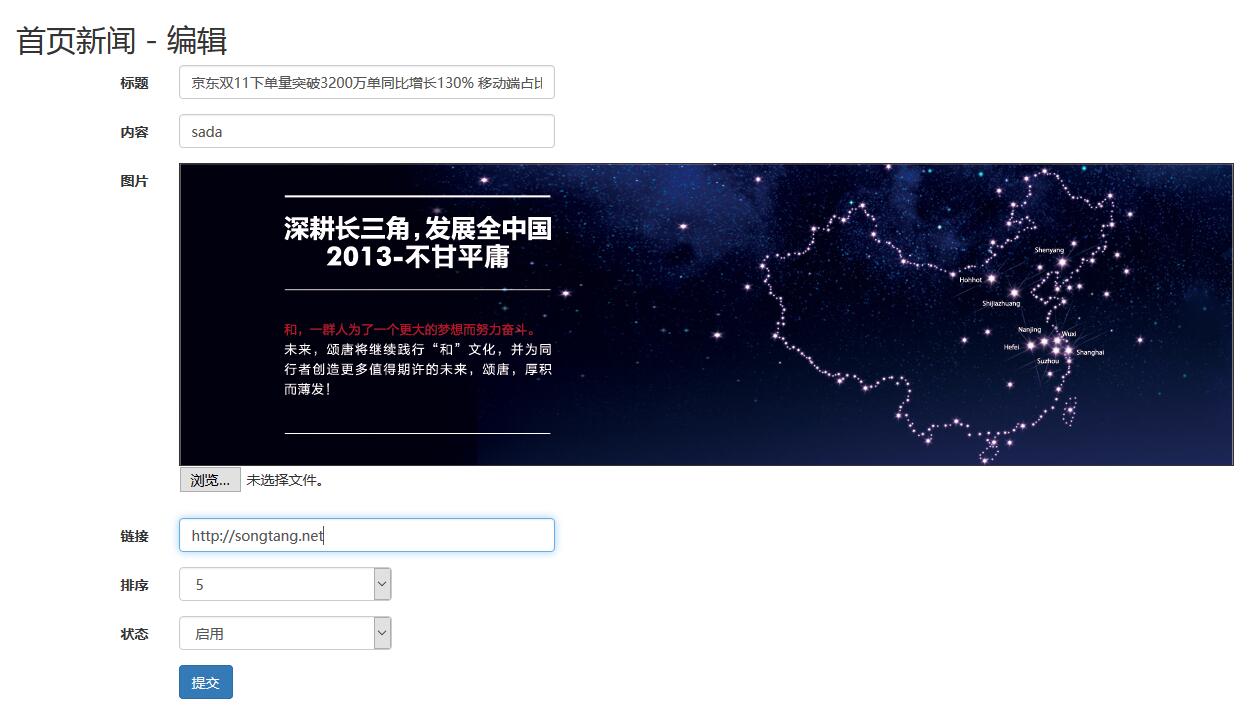 首页新闻 - 编辑
标题
京东双11下单量突破3200万单同比增长130% 移动端占
内容
sada
图片
深耕长三角,发展全中国
2013-不甘平庸
和，一群人为了一个更大的梦想而努力奋斗。
未来，颂唐将继续践行“和”文化，并为同
行者创造更多值得期许的未来，颂唐，厚积
而薄发！
Shenyang
Hohhot
Shijiazhuang
Nanjing
Wuxi
Hefei
Shanghai
Suzhou
浏览... 未选择文件。
链接
http://songtang.net
排序
5
状态
启用
提交